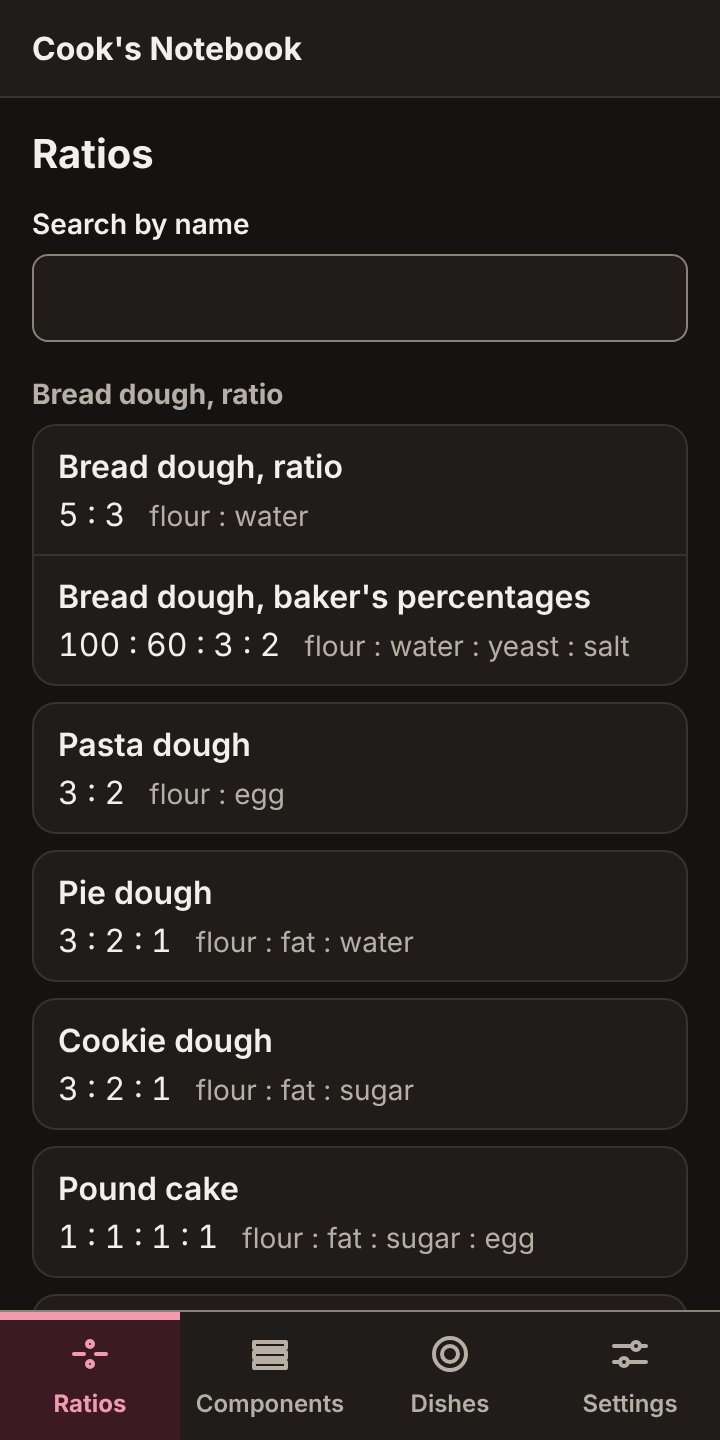 Cook's Notebook
Ratios
Search by name
Bread dough, ratio
Bread dough, ratio
5 : 3 flour : water
Bread dough, baker's percentages
100 : 60 : 3 : 2 flour : water : yeast : salt
Pasta dough
3 : 2 flour : egg
Pie dough
3 : 2 : 1 flour : fat : water
Cookie dough
3 : 2 : 1 flour : fat : sugar
Pound cake
1 : 1 : 1 : 1 flour : fat : sugar : egg
Ratios Components Dishes Settings